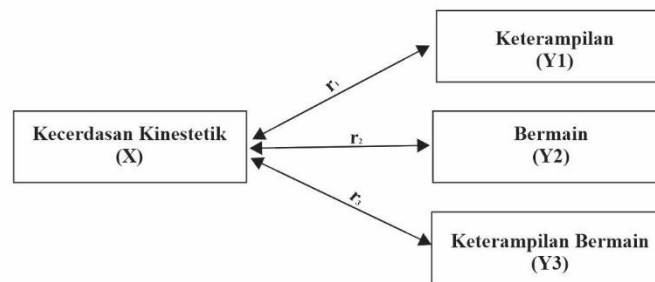 Keterampilan
(Y1)
r₁
Kecerdasan Kinestetik
(X)
r₂
Bermain
(Y2)
r₃
Keterampilan Bermain
(Y3)